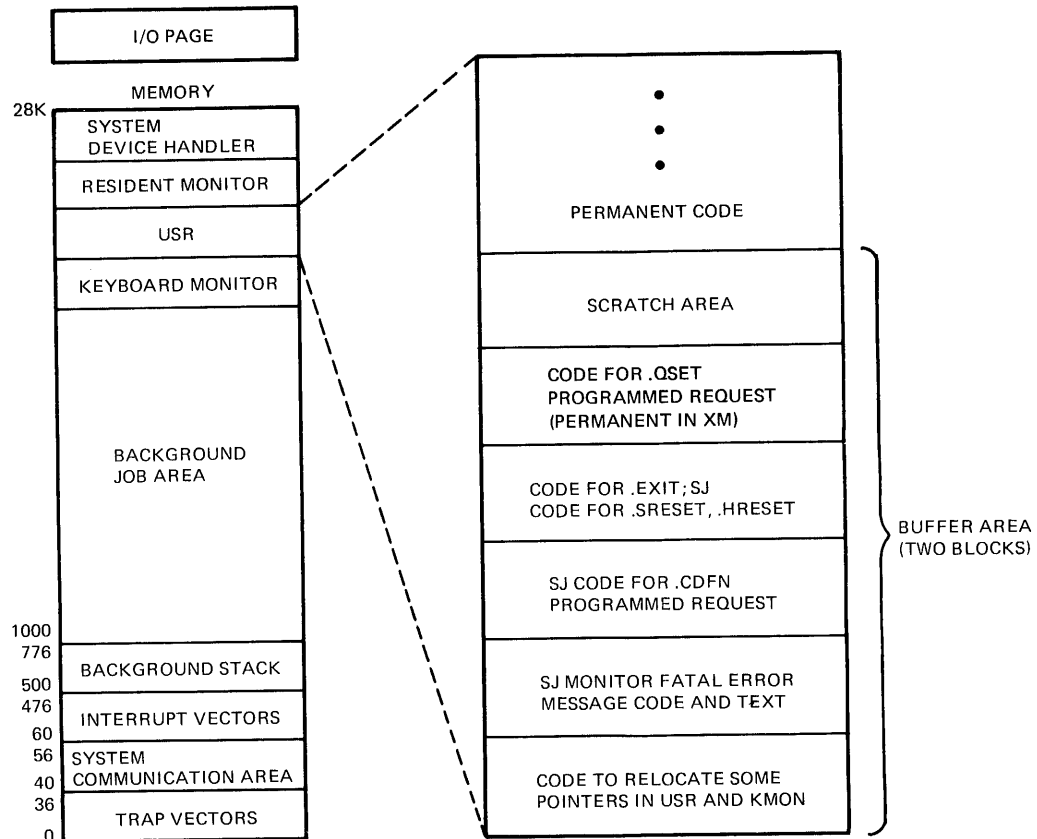 I/O PAGE
MEMORY
28K
SYSTEM
DEVICE HANDLER
RESIDENT MONITOR
USR
KEYBOARD MONITOR
BACKGROUND
JOB AREA
1000
776
BACKGROUND STACK
500
476
INTERRUPT VECTORS
60
56
SYSTEM
COMMUNICATION AREA
40
36
TRAP VECTORS
0
PERMANENT CODE
SCRATCH AREA
CODE FOR .QSET
PROGRAMMED REQUEST
(PERMANENT IN XM)
CODE FOR .EXIT; SJ
CODE FOR .SRESET, .HRESET
SJ CODE FOR .CDFN
PROGRAMMED REQUEST
SJ MONITOR FATAL ERROR
MESSAGE CODE AND TEXT
CODE TO RELOCATE SOME
POINTERS IN USR AND KMON
BUFFER AREA
(TWO BLOCKS)